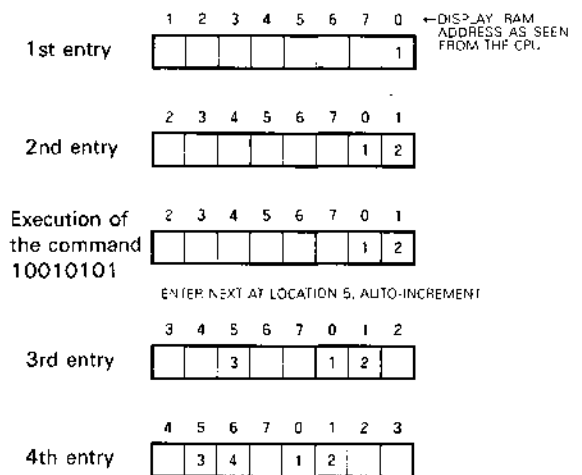 1 2 3 4 5 6 7 0 ←DISPLAY RAM
ADDRESS AS SEEN
FROM THE CPU
1st entry 1
2 3 4 5 6 7 0 1
2nd entry 1 2
2 3 4 5 6 7 0 1
Execution of
the command 1 2
10010101
ENTER NEXT AT LOCATION 5, AUTO-INCREMENT
3 4 5 6 7 0 1 2
3rd entry 3 1 2
4 5 6 7 0 1 2 3
4th entry 3 4 1 2